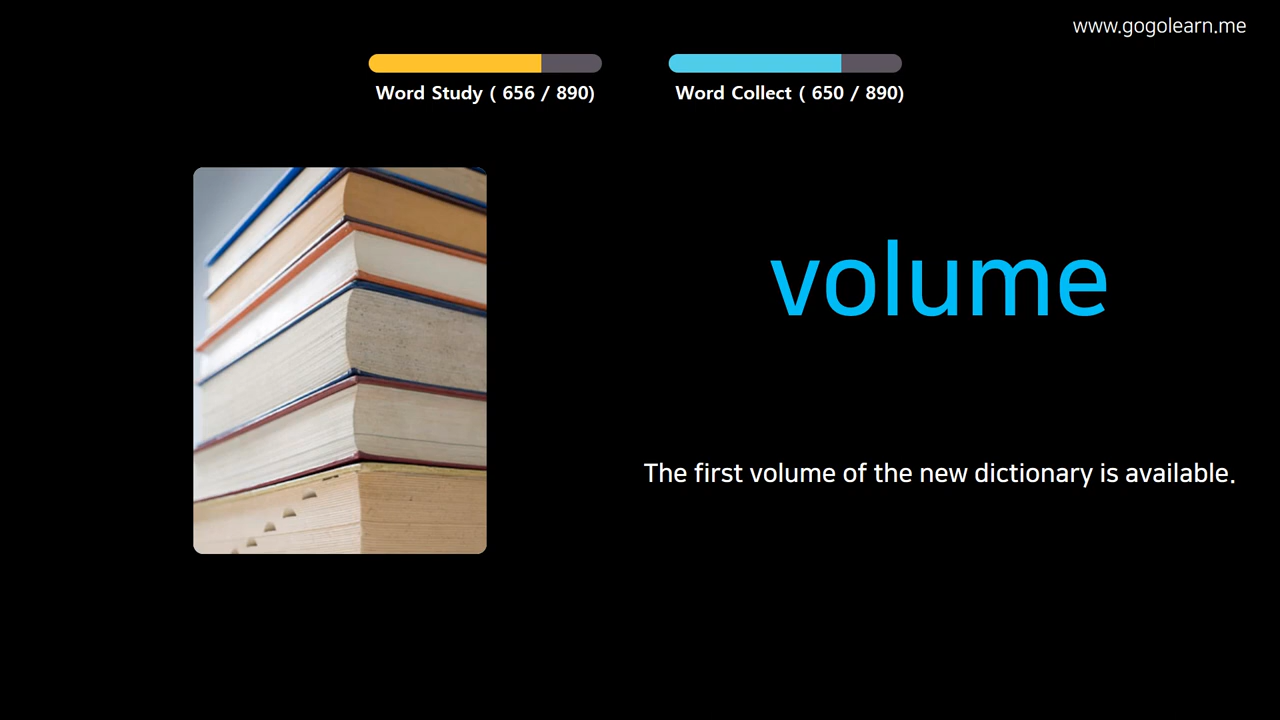 www.gogolearn.me
Word Study ( 656 / 890)
Word Collect ( 650 / 890)
volume
The first volume of the new dictionary is available.